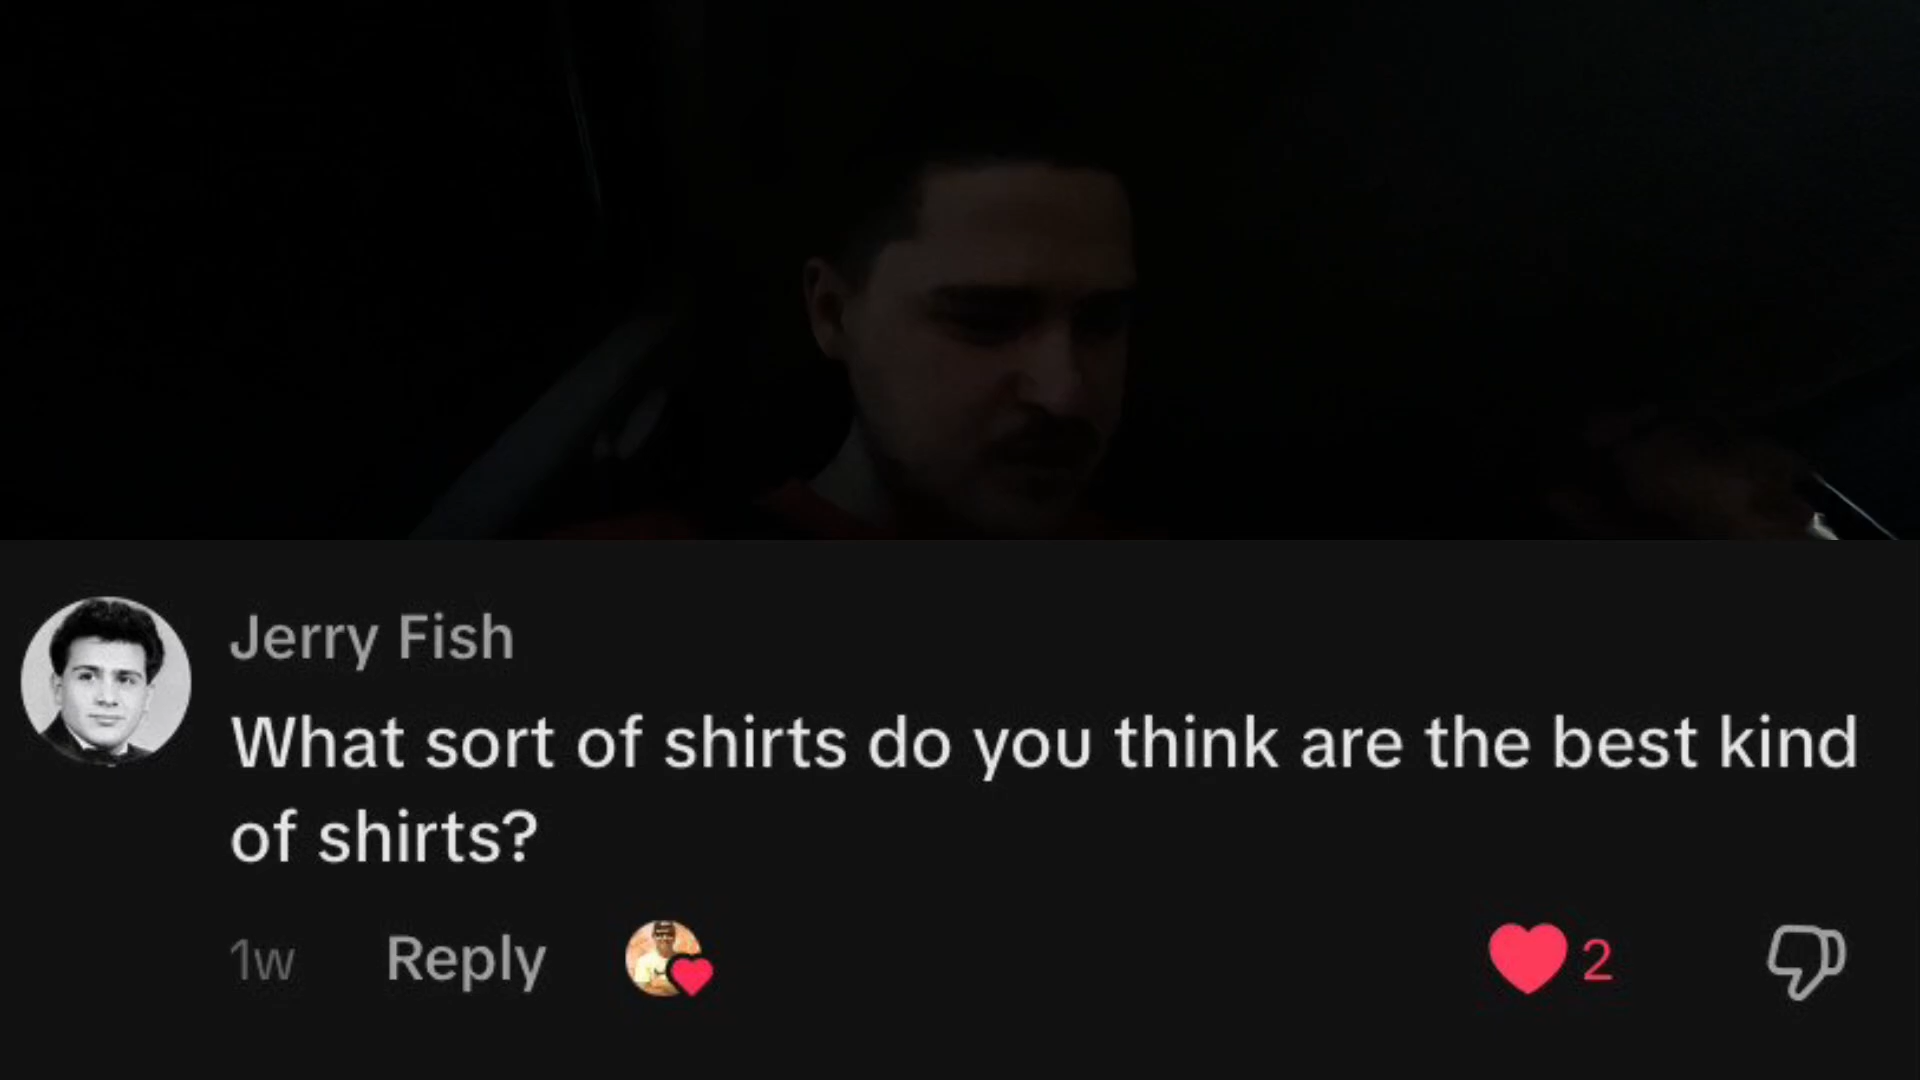 Jerry Fish
What sort of shirts do you think are the best kind
of shirts?
1w Reply 2